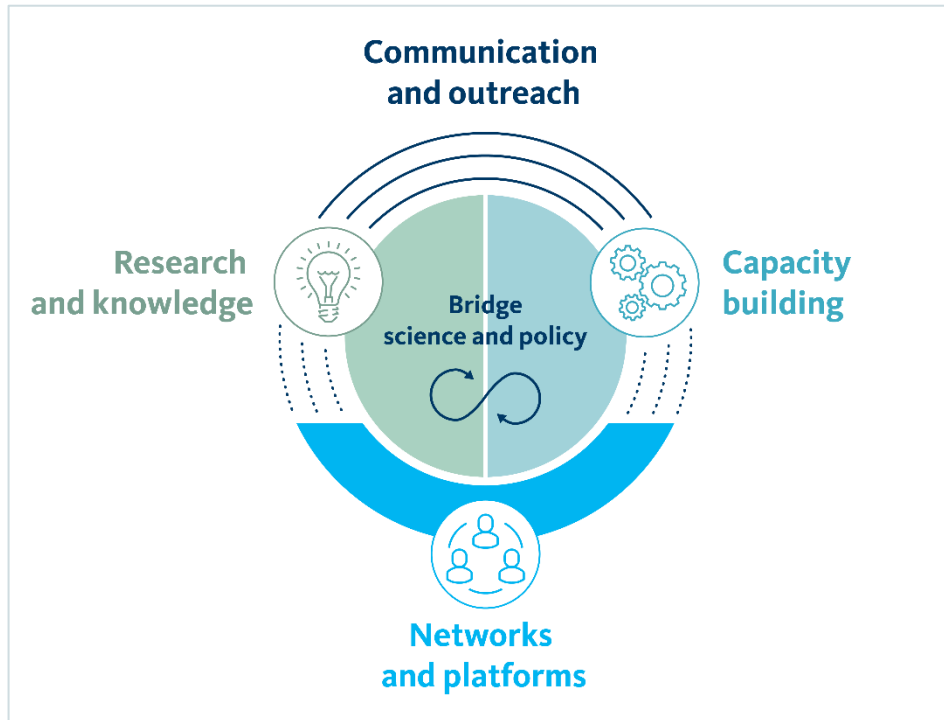 Communication
and outreach
Research
and knowledge
Capacity
building
Bridge
science and policy
Networks
and platforms